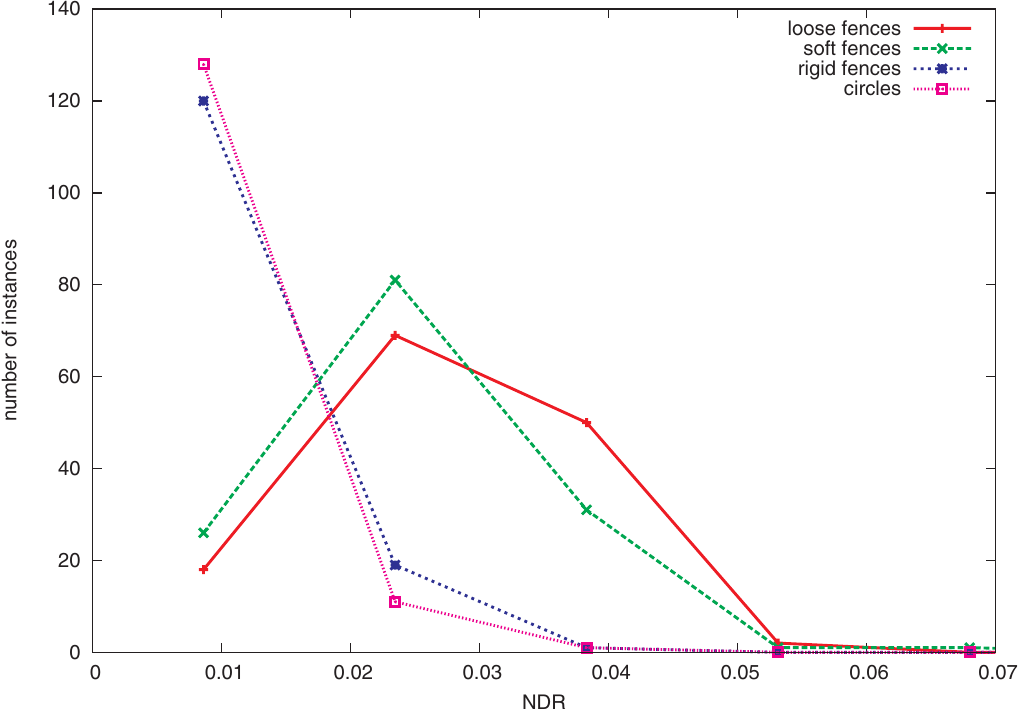 140
120
100
80
60
40
20
0
number of instances
loose fences
soft fences
rigid fences
circles
0 0.01 0.02 0.03 0.04 0.05 0.06 0.07
NDR